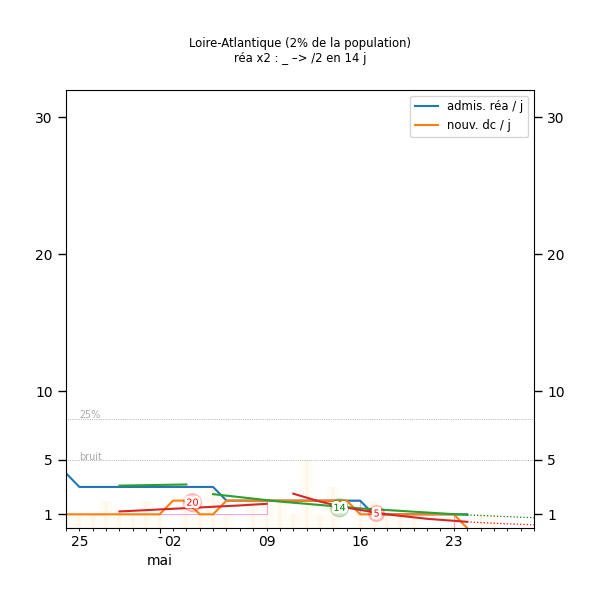 Loire-Atlantique (2% de la population)
réa x2 : _ –> /2 en 14 j
admis. réa / j
nouv. dc / j
30 30
20 20
10 10
25%
5 bruit 5
20
14
5
1 1
25 02 09 16 23
mai